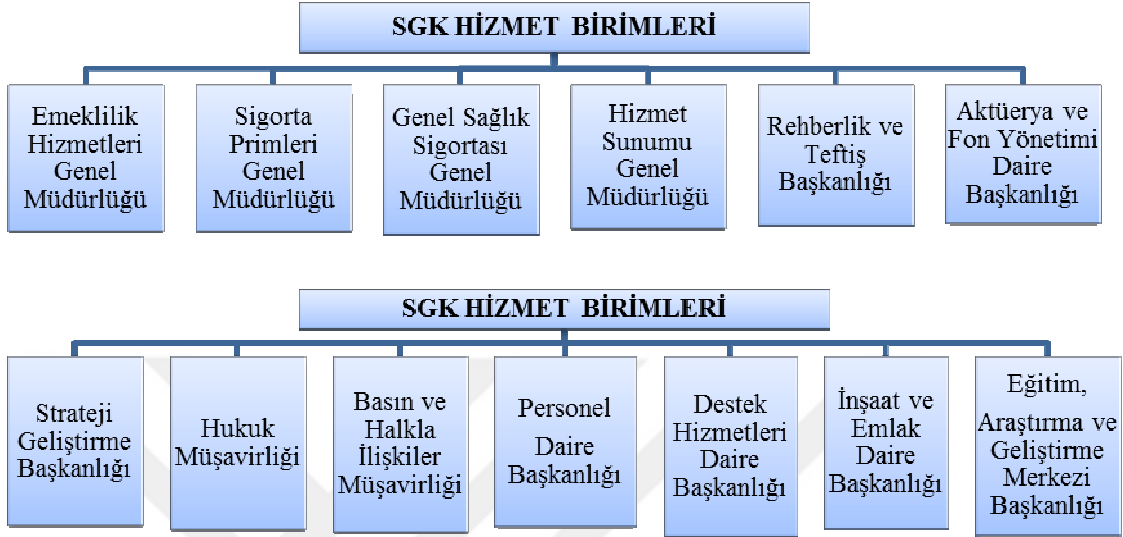 SGK HİZMET BİRİMLERİ
Emeklilik
Hizmetleri
Genel
Müdürlüğü
Sigorta
Primleri
Genel
Müdürlüğü
Genel Sağlık
Sigortası
Genel
Müdürlüğü
Hizmet
Sunumu
Genel
Müdürlüğü
Rehberlik ve
Teftiş
Başkanlığı
Aktüerya ve
Fon Yönetimi
Daire
Başkanlığı
SGK HİZMET BİRİMLERİ
Strateji
Geliştirme
Başkanlığı
Hukuk
Müşavirliği
Basın ve
Halkla
İlişkiler
Müşavirliği
Personel
Daire
Başkanlığı
Destek
Hizmetleri
Daire
Başkanlığı
İnşaat ve
Emlak
Daire
Başkanlığı
Eğitim,
Araştırma ve
Geliştirme
Merkezi
Başkanlığı